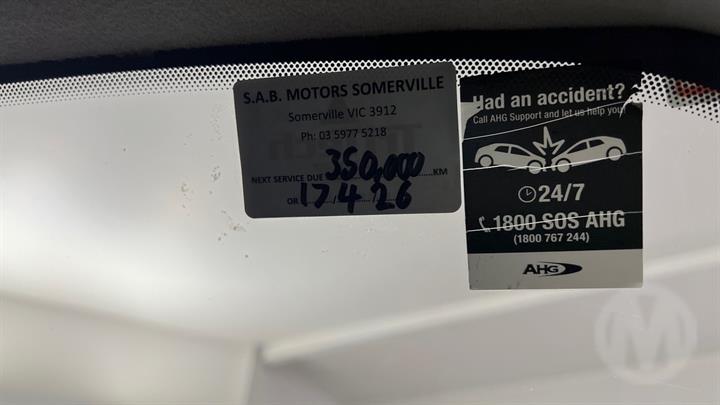 S.A.B. MOTORS SOMERVILLE
Somerville VIC 3912
Ph: 03 5977 5218
NEXT SERVICE DUE 350,000 KM
OR 17/4/26
Had an accident?
Call AHG Support and let us help you!
24/7
1800 SOS AHG
(1800 767 244)
AHG
M